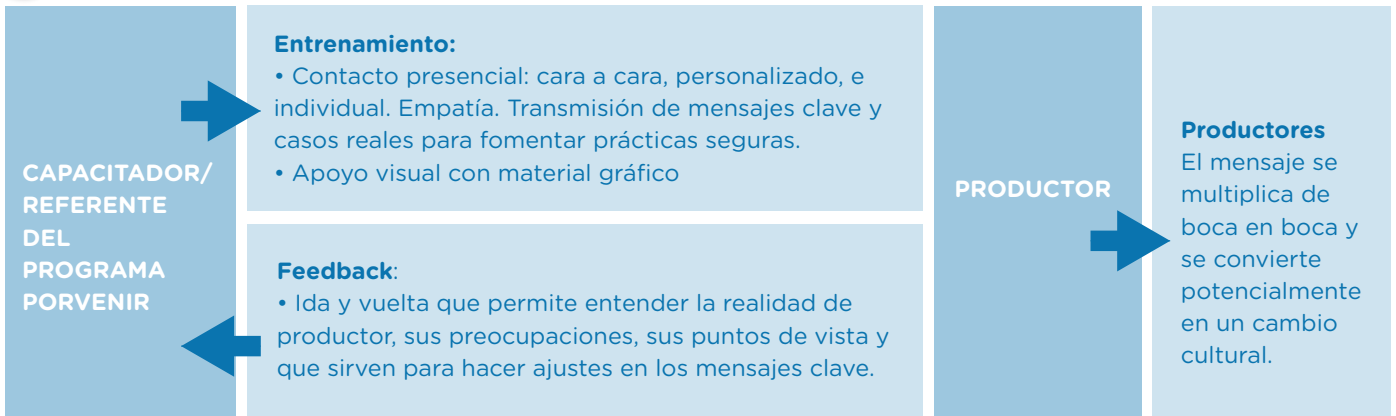 CAPACITADOR/
REFERENTE
DEL
PROGRAMA
PORVENIR
Entrenamiento:
• Contacto presencial: cara a cara, personalizado, e
individual. Empatía. Transmisión de mensajes clave y
casos reales para fomentar prácticas seguras.
• Apoyo visual con material gráfico
Feedback:
• Ida y vuelta que permite entender la realidad de
productor, sus preocupaciones, sus puntos de vista y
que sirven para hacer ajustes en los mensajes clave.
PRODUCTOR
Productores
El mensaje se
multiplica de
boca en boca y
se convierte
potencialmente
en un cambio
cultural.